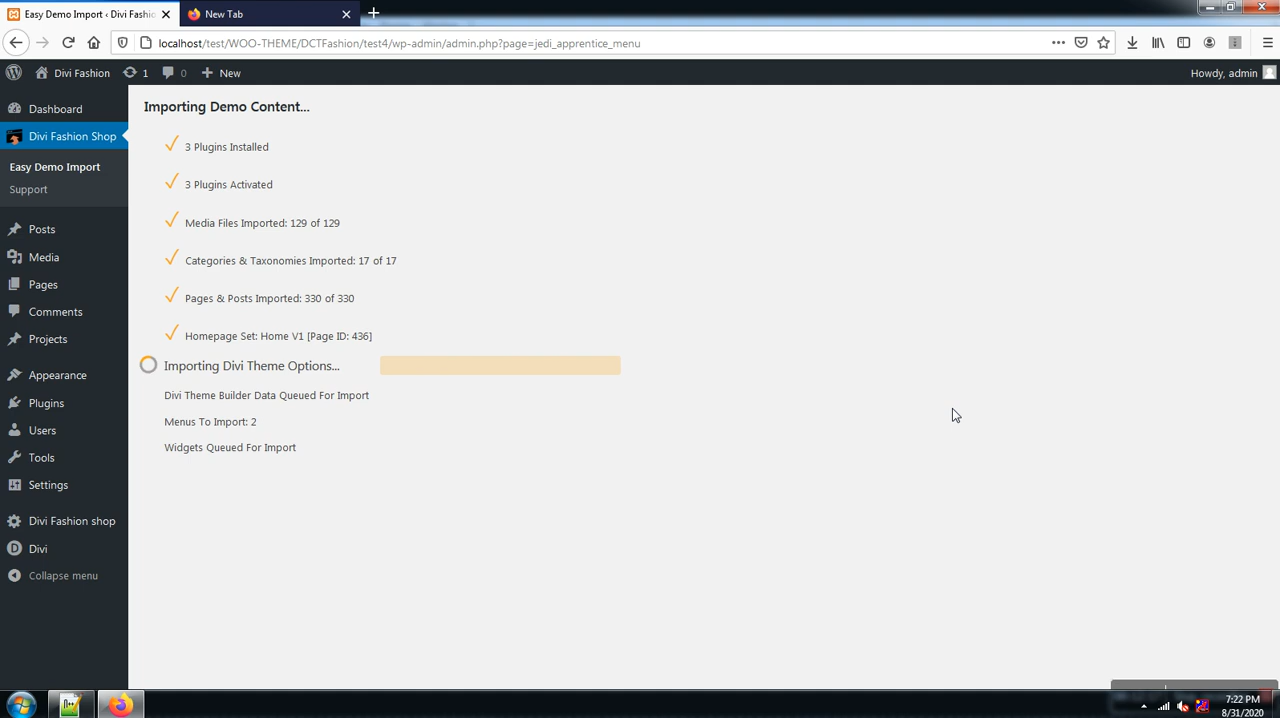 Easy Demo Import ‹ Divi Fashio
New Tab
localhost/test/WOO-THEME/DCTFashion/test4/wp-admin/admin.php?page=jedi_apprentice_menu
Divi Fashion 1 0 New
Howdy, admin
Dashboard
Divi Fashion Shop
Easy Demo Import
Support
Posts
Media
Pages
Comments
Projects
Appearance
Plugins
Users
Tools
Settings
Divi Fashion shop
Divi
Collapse menu
Importing Demo Content...
3 Plugins Installed
3 Plugins Activated
Media Files Imported: 129 of 129
Categories & Taxonomies Imported: 17 of 17
Pages & Posts Imported: 330 of 330
Homepage Set: Home V1 [Page ID: 436]
Importing Divi Theme Options...
Divi Theme Builder Data Queued For Import
Menus To Import: 2
Widgets Queued For Import
7:22 PM
8/31/2020